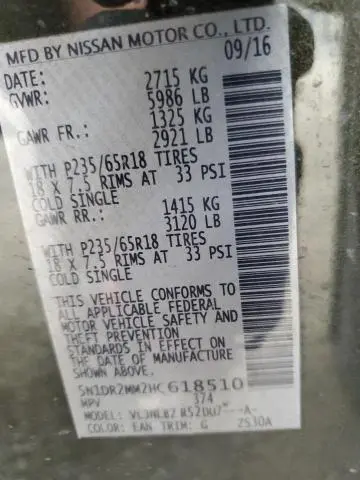 MFD BY NISSAN MOTOR CO., LTD.
DATE: 09/16
GVWR: 2715 KG
5986 LB
GAWR FR.: 1325 KG
2921 LB
WITH P235/65R18 TIRES
18 X 7.5 RIMS AT 33 PSI
COLD SINGLE
GAWR RR.: 1415 KG
3120 LB
WITH P235/65R18 TIRES
18 X 7.5 RIMS AT 33 PSI
COLD SINGLE
THIS VEHICLE CONFORMS TO
ALL APPLICABLE FEDERAL
MOTOR VEHICLE SAFETY AND
THEFT PREVENTION
STANDARDS IN EFFECT ON
THE DATE OF MANUFACTURE
SHOWN ABOVE.
5N1DR2MM2HC618510
MPV 374
MODEL:
COLOR: EAN TRIM: G 2S30A